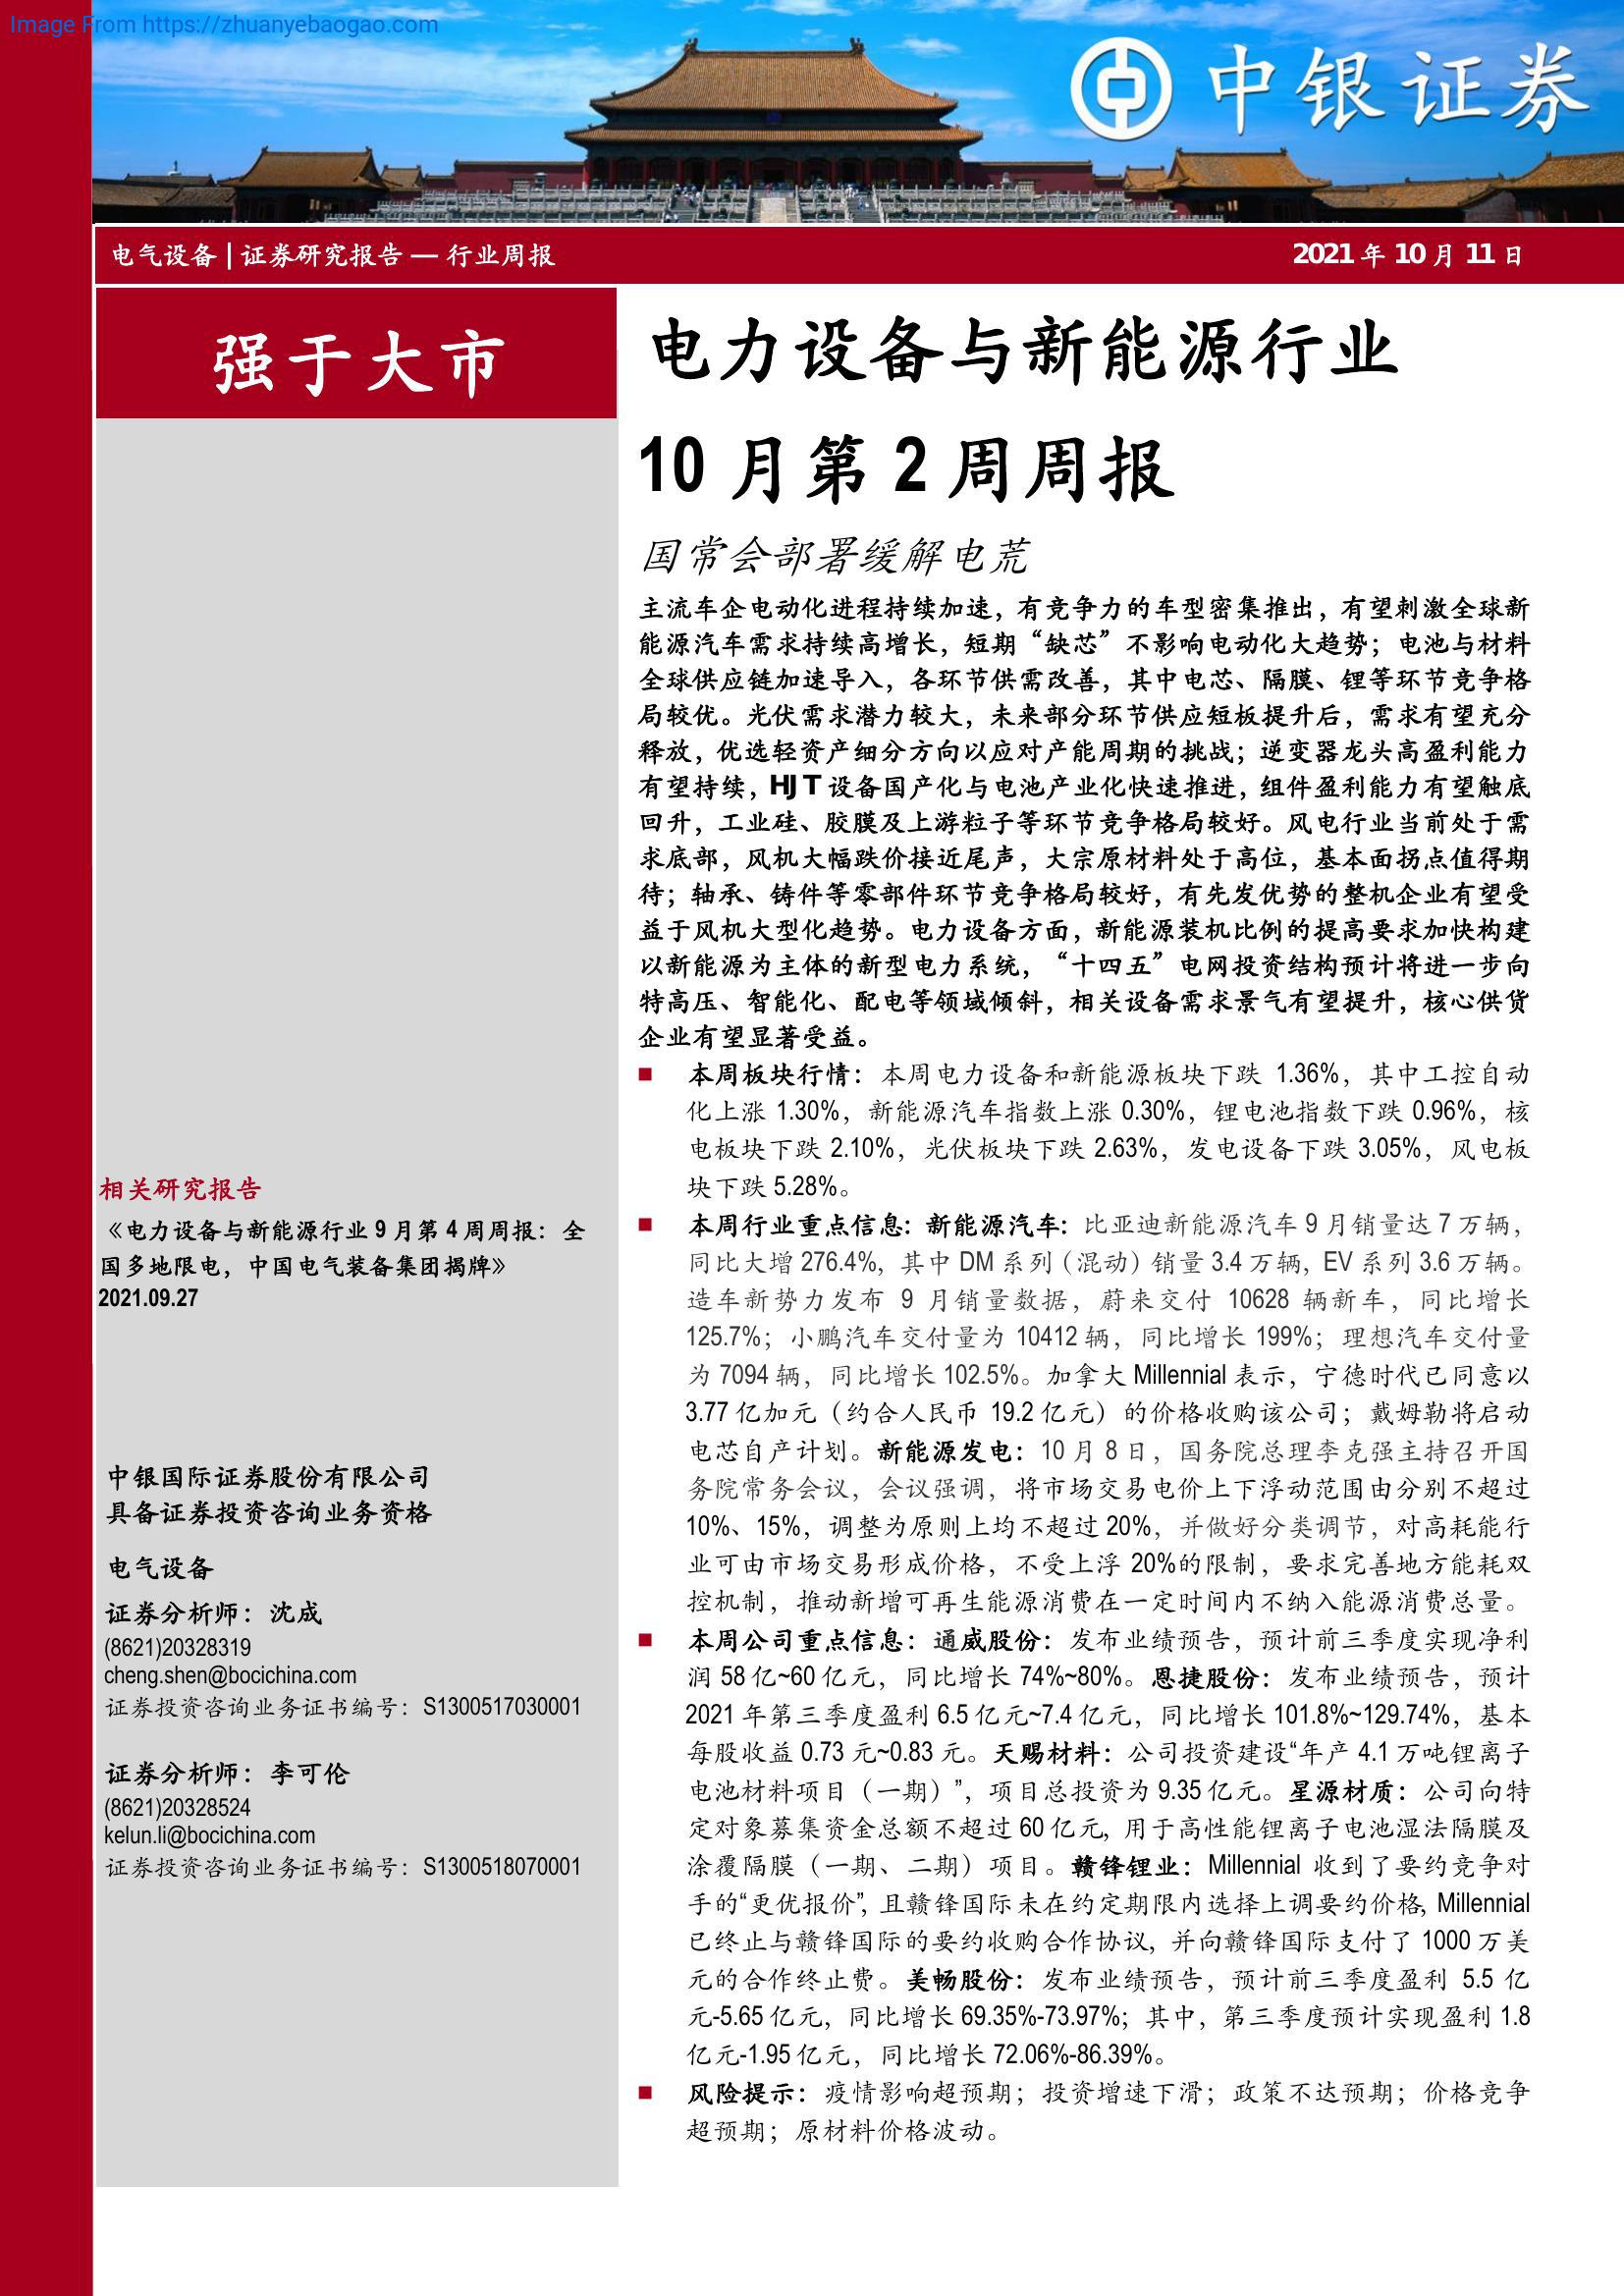 Image From https://zhuanyebaogao.com
中银证券
电气设备 | 证券研究报告 — 行业周报
2021 年 10 月 11 日
强于大市
电力设备与新能源行业
10 月第 2 周周报
国常会部署缓解电荒
主流车企电动化进程持续加速，有竞争力的车型密集推出，有望刺激全球新
能源汽车需求持续高增长，短期“缺芯”不影响电动化大趋势；电池与材料
全球供应链加速导入，各环节供需改善，其中电芯、隔膜、锂等环节竞争格
局较优。光伏需求潜力较大，未来部分环节供应短板提升后，需求有望充分
释放，优选轻资产细分方向以应对产能周期的挑战；逆变器龙头高盈利能力
有望持续，HJT 设备国产化与电池产业化快速推进，组件盈利能力有望触底
回升，工业硅、胶膜及上游粒子等环节竞争格局较好。风电行业当前处于需
求底部，风机大幅跌价接近尾声，大宗原材料处于高位，基本面拐点值得期
待；轴承、铸件等零部件环节竞争格局较好，有先发优势的整机企业有望受
益于风机大型化趋势。电力设备方面，新能源装机比例的提高要求加快构建
以新能源为主体的新型电力系统，“十四五”电网投资结构预计将进一步向
特高压、智能化、配电等领域倾斜，相关设备需求景气有望提升，核心供货
企业有望显著受益。
■ 本周板块行情：本周电力设备和新能源板块下跌 1.36%，其中工控自动
化上涨 1.30%，新能源汽车指数上涨 0.30%，锂电池指数下跌 0.96%，核
电板块下跌 2.10%，光伏板块下跌 2.63%，发电设备下跌 3.05%，风电板
块下跌 5.28%。
■ 本周行业重点信息：新能源汽车：比亚迪新能源汽车 9 月销量达 7 万辆，
同比大增 276.4%，其中 DM 系列（混动）销量 3.4 万辆，EV 系列 3.6 万辆。
造车新势力发布 9 月销量数据，蔚来交付 10628 辆新车，同比增长
125.7%；小鹏汽车交付量为 10412 辆，同比增长 199%；理想汽车交付量
为 7094 辆，同比增长 102.5%。加拿大 Millennial 表示，宁德时代已同意以
3.77 亿加元（约合人民币 19.2 亿元）的价格收购该公司；戴姆勒将启动
电芯自产计划。新能源发电：10 月 8 日，国务院总理李克强主持召开国
务院常务会议，会议强调，将市场交易电价上下浮动范围由分别不超过
10%、15%，调整为原则上均不超过 20%，并做好分类调节，对高耗能行
业可由市场交易形成价格，不受上浮 20%的限制，要求完善地方能耗双
控机制，推动新增可再生能源消费在一定时间内不纳入能源消费总量。
■ 本周公司重点信息：通威股份：发布业绩预告，预计前三季度实现净利
润 58 亿~60 亿元，同比增长 74%~80%。恩捷股份：发布业绩预告，预计
2021 年第三季度盈利 6.5 亿元~7.4 亿元，同比增长 101.8%~129.74%，基本
每股收益 0.73 元~0.83 元。天赐材料：公司投资建设“年产 4.1 万吨锂离子
电池材料项目（一期）”，项目总投资为 9.35 亿元。星源材质：公司向特
定对象募集资金总额不超过 60 亿元，用于高性能锂离子电池湿法隔膜及
涂覆隔膜（一期、二期）项目。赣锋锂业：Millennial 收到了要约竞争对
手的“更优报价”，且赣锋国际未在约定期限内选择上调要约价格，Millennial
已终止与赣锋国际的要约收购合作协议，并向赣锋国际支付了 1000 万美
元的合作终止费。美畅股份：发布业绩预告，预计前三季度盈利 5.5 亿
元-5.65 亿元，同比增长 69.35%-73.97%；其中，第三季度预计实现盈利 1.8
亿元-1.95 亿元，同比增长 72.06%-86.39%。
■ 风险提示：疫情影响超预期；投资增速下滑；政策不达预期；价格竞争
超预期；原材料价格波动。
相关研究报告
《电力设备与新能源行业 9 月第 4 周周报：全
国多地限电，中国电气装备集团揭牌》
2021.09.27
中银国际证券股份有限公司
具备证券投资咨询业务资格
电气设备
证券分析师：沈成
(8621)20328319
cheng.shen@bocichina.com
证券投资咨询业务证书编号：S1300517030001
证券分析师：李可伦
(8621)20328524
kelun.li@bocichina.com
证券投资咨询业务证书编号：S1300518070001